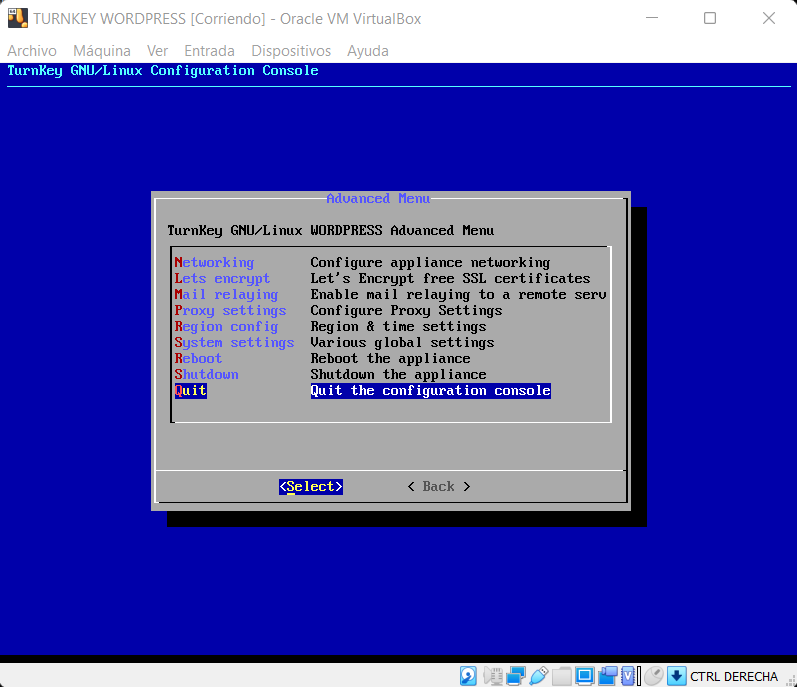 TURNKEY WORDPRESS [Corriendo] - Oracle VM VirtualBox
Archivo Máquina Ver Entrada Dispositivos Ayuda
TurnKey GNU/Linux Configuration Console
Advanced Menu
TurnKey GNU/Linux WORDPRESS Advanced Menu
Networking Configure appliance networking
Lets encrypt Let's Encrypt free SSL certificates
Mail relaying Enable mail relaying to a remote serv
Proxy settings Configure Proxy Settings
Region config Region & time settings
System settings Various global settings
Reboot Reboot the appliance
Shutdown Shutdown the appliance
Quit Quit the configuration console
<Select> < Back >
CTRL DERECHA